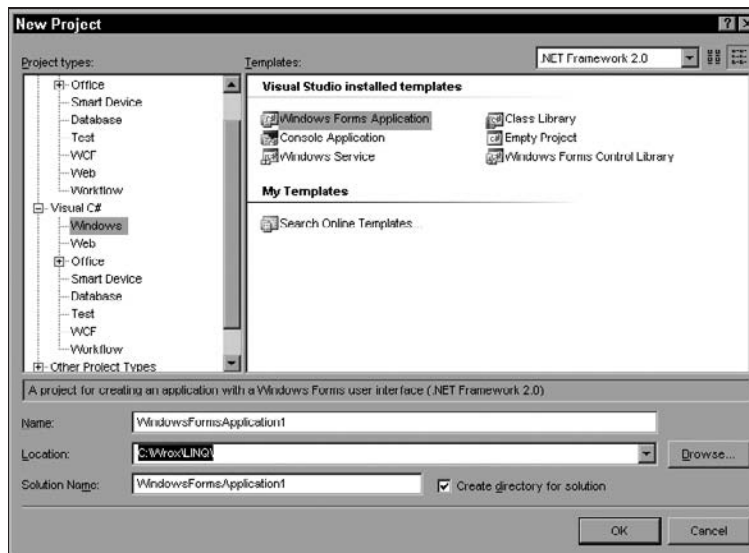 New Project
Project types:
Templates:
.NET Framework 2.0
Office
Smart Device
Database
Test
WCF
Web
Workflow
Visual C#
Windows
Web
Office
Smart Device
Database
Test
WCF
Workflow
Other Project Types
Visual Studio installed templates
Windows Forms Application
Class Library
Console Application
Empty Project
Windows Service
Windows Forms Control Library
My Templates
Search Online Templates...
A project for creating an application with a Windows Forms user interface (.NET Framework 2.0)
Name:
WindowsFormsApplication1
Location:
C:\Wrox\LINQ\
Browse...
Solution Name:
WindowsFormsApplication1
Create directory for solution
OK
Cancel